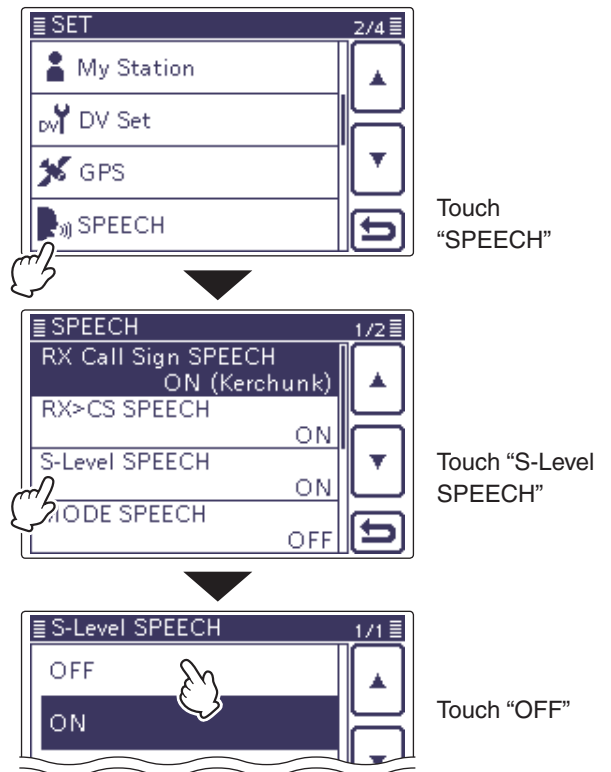 SET 2/4
My Station
DV DV Set
GPS
SPEECH
Touch
“SPEECH”
SPEECH 1/2
RX Call Sign SPEECH
ON (Kerchunk)
RX>CS SPEECH
ON
S-Level SPEECH
ON
MODE SPEECH
OFF
Touch “S-Level
SPEECH”
S-Level SPEECH 1/1
OFF
ON
Touch “OFF”